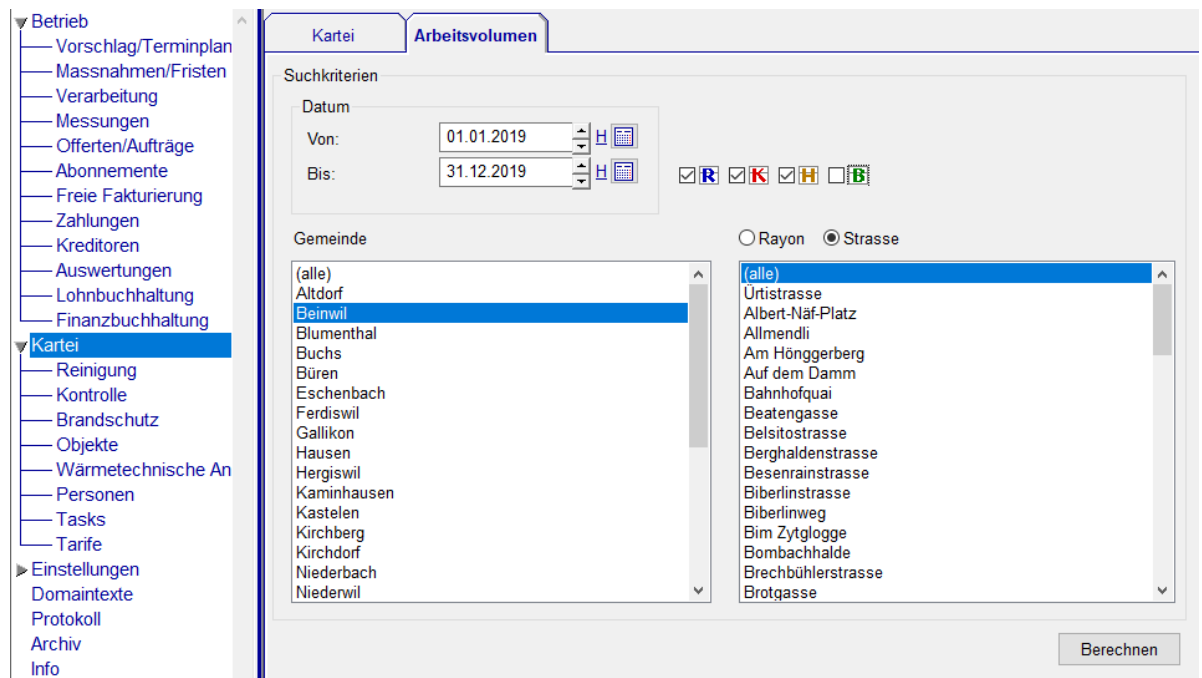 Betrieb
Vorschlag/Terminplan
Massnahmen/Fristen
Verarbeitung
Messungen
Offerten/Aufträge
Abonnemente
Freie Fakturierung
Zahlungen
Kreditoren
Auswertungen
Lohnbuchhaltung
Finanzbuchhaltung
Kartei
Reinigung
Kontrolle
Brandschutz
Objekte
Wärmetechnische An
Personen
Tasks
Tarife
Einstellungen
Domaintexte
Protokoll
Archiv
Info
Kartei Arbeitsvolumen
Suchkriterien
Datum
Von: 01.01.2019 H
Bis: 31.12.2019 H
R K H B
Gemeinde
(alle)
Altdorf
Beinwil
Blumenthal
Buchs
Büren
Eschenbach
Ferdiswil
Gallikon
Hausen
Hergiswil
Kaminhausen
Kastelen
Kirchberg
Kirchdorf
Niederbach
Niederwil
Rayon Strasse
(alle)
Ürtistrasse
Albert-Näf-Platz
Allmendli
Am Hönggerberg
Auf dem Damm
Bahnhofquai
Beatengasse
Belsitostrasse
Berghaldenstrasse
Besenrainstrasse
Biberlinstrasse
Biberlinweg
Bim Zytglogge
Bombachhalde
Brechbühlerstrasse
Brotgasse
Berechnen